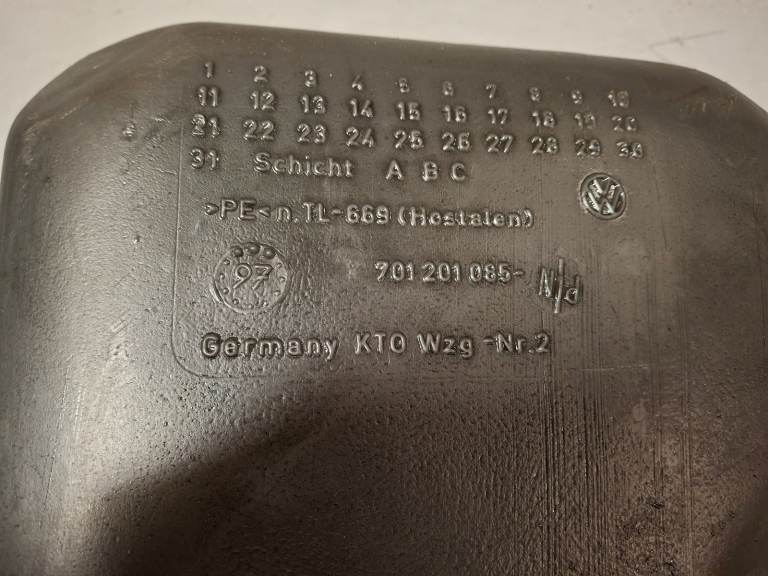 1 2 3 4 5 6 7 8 9 10
11 12 13 14 15 16 17 18 19 20
21 22 23 24 25 26 27 28 29 30
31 Schicht A B C
VW
>PE< n. TL-669 (Hostalen)
97
701 201 085-
Germany KTO Wzg -Nr. 2